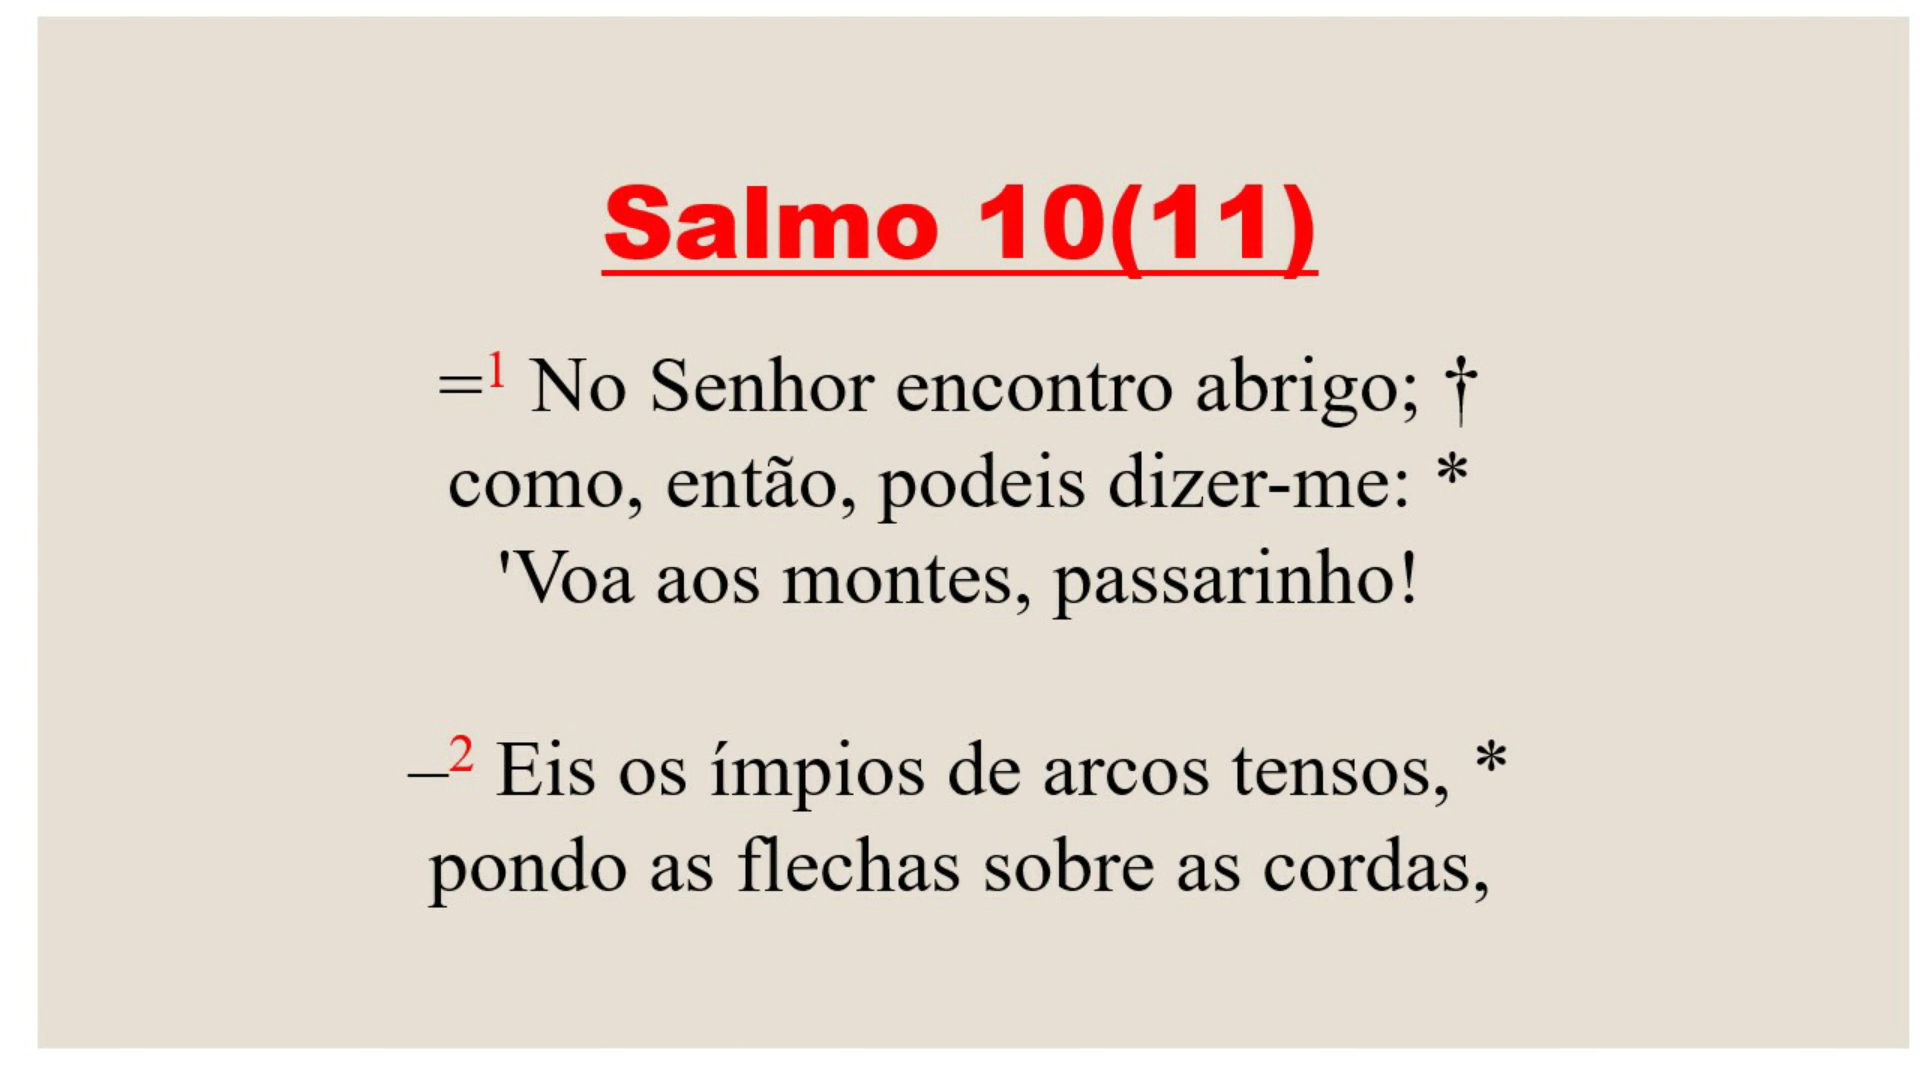 Salmo 10(11)
=1 No Senhor encontro abrigo; †
como, então, podeis dizer-me: *
'Voa aos montes, passarinho!
–2 Eis os ímpios de arcos tensos, *
pondo as flechas sobre as cordas,